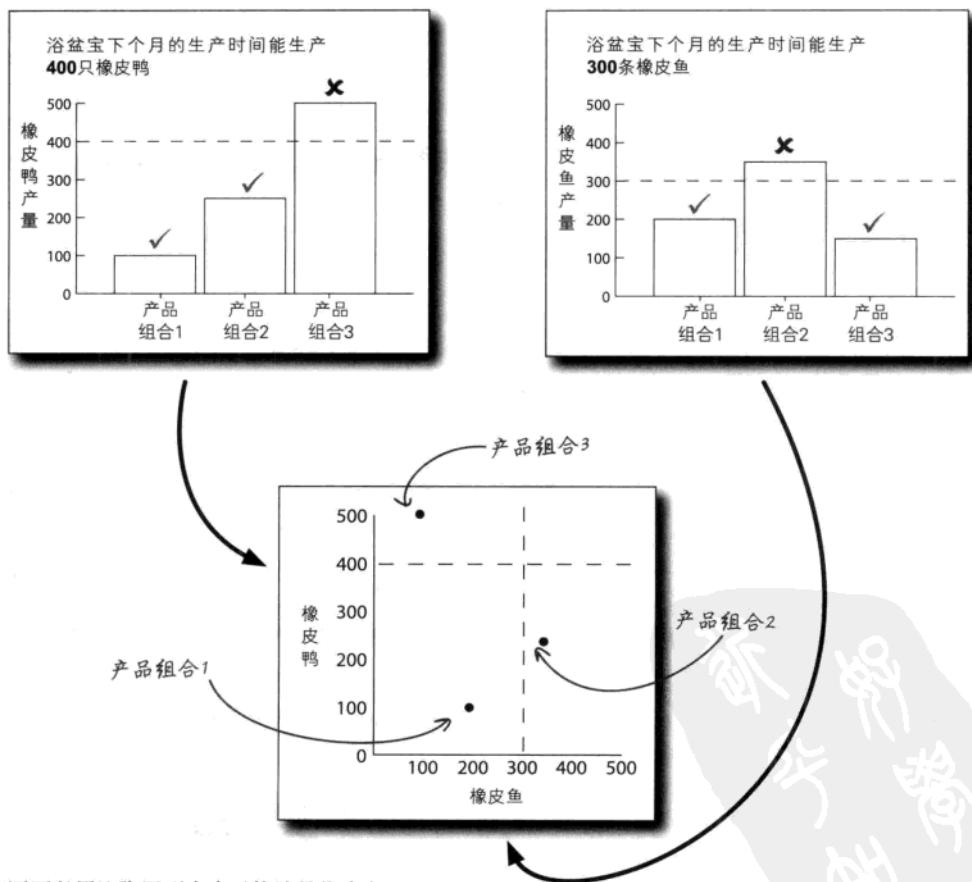 浴盆宝下个月的生产时间能生产
400只橡皮鸭
橡皮鸭产量
500
400
300
200
100
0
产品
组合1
产品
组合2
产品
组合3
浴盆宝下个月的生产时间能生产
300条橡皮鱼
橡皮鱼产量
500
400
300
200
100
0
产品
组合1
产品
组合2
产品
组合3
产品组合3
橡皮鸭
500
400
300
200
100
0
100 200 300 400 500
橡皮鱼
产品组合2
产品组合1